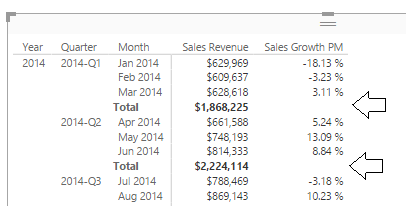 Year Quarter Month Sales Revenue Sales Growth PM
2014 2014-Q1 Jan 2014 $629,969 -18.13 %
Feb 2014 $609,637 -3.23 %
Mar 2014 $628,618 3.11 %
Total $1,868,225
2014-Q2 Apr 2014 $661,588 5.24 %
May 2014 $748,193 13.09 %
Jun 2014 $814,333 8.84 %
Total $2,224,114
2014-Q3 Jul 2014 $788,469 -3.18 %
Aug 2014 $869,143 10.23 %